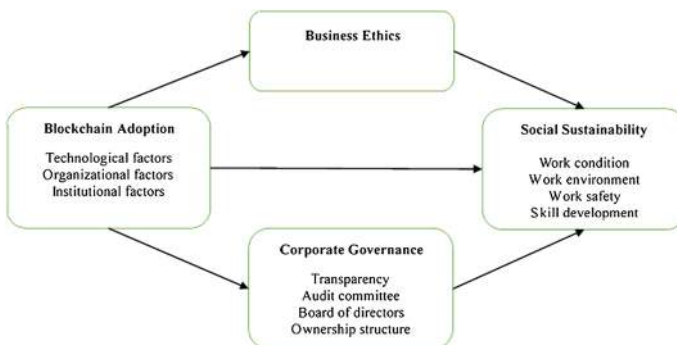 Business Ethics
Blockchain Adoption
Technological factors
Organizational factors
Institutional factors
Social Sustainability
Work condition
Work environment
Work safety
Skill development
Corporate Governance
Transparency
Audit committee
Board of directors
Ownership structure